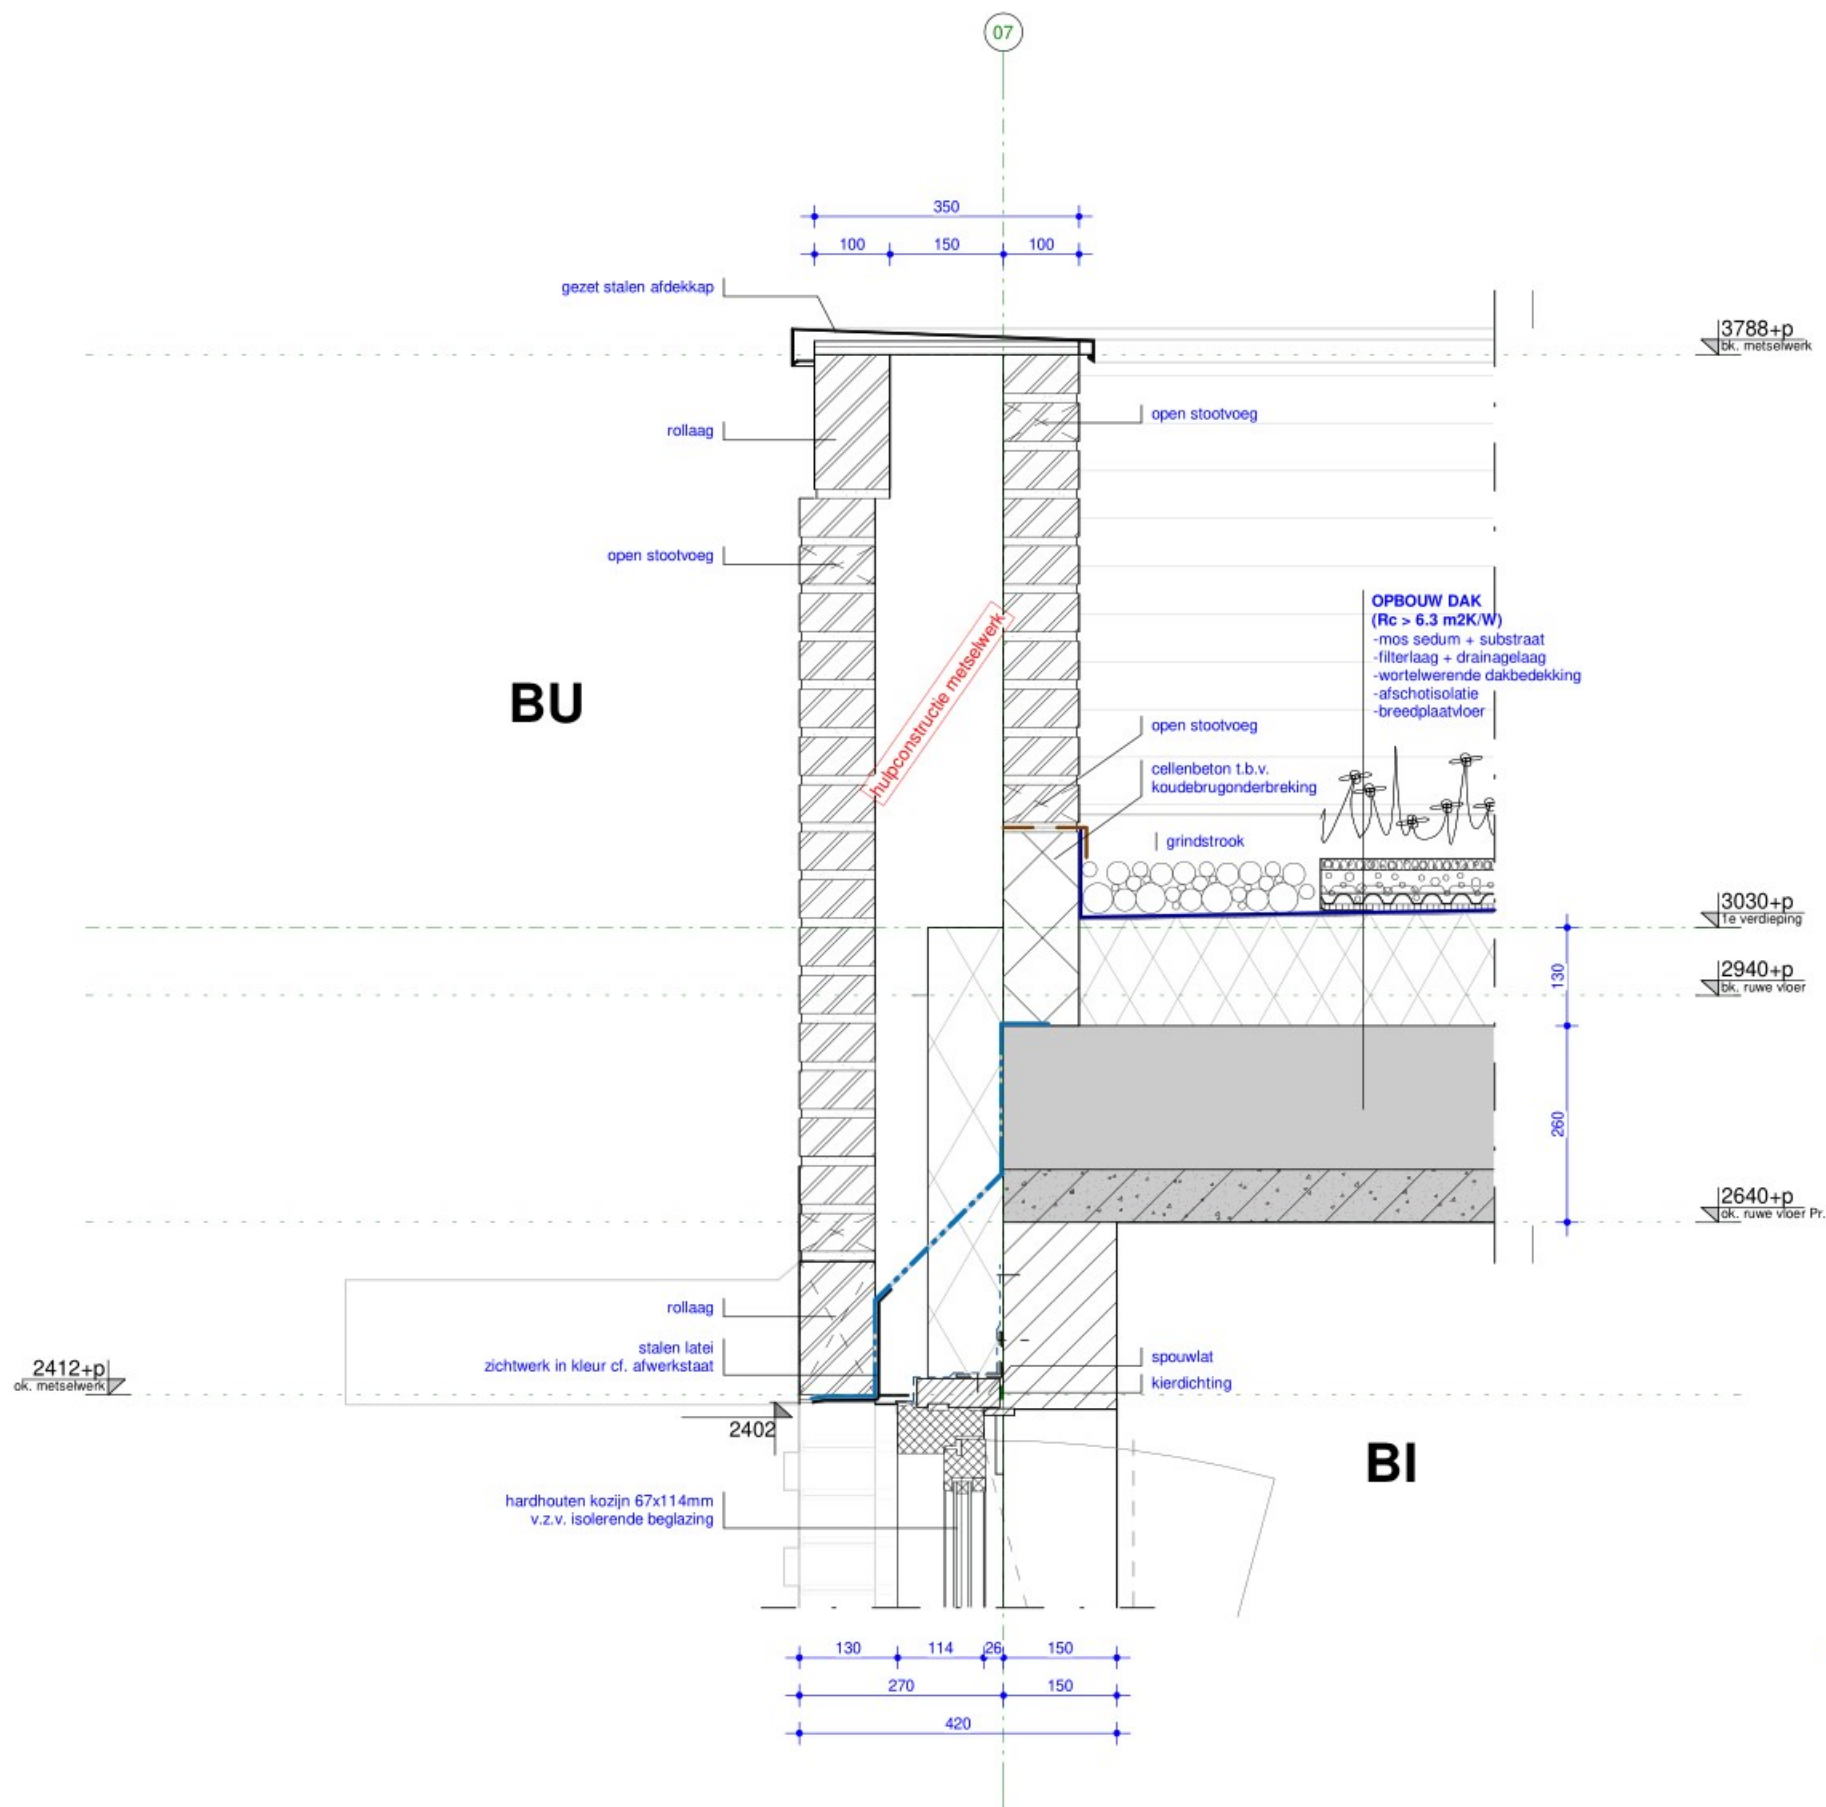 07
350
100
150
100
gezet stalen afdekkap
3788+p
bk. metselwerk
open stootvoeg
rollaag
open stootvoeg
OPBOUW DAK
(Rc > 6.3 m2K/W)
-mos sedum + substraat
-filterlaag + drainagelaag
-wortelwerende dakbedekking
-afschotisolatie
-breedplaatvloer
hulpconstructie metselwerk
BU
open stootvoeg
cellenbeton t.b.v.
koudebrugonderbreking
grindstrook
3030+p
1e verdieping
130
2940+p
bk. ruwe vloer
260
2640+p
ok. ruwe vloer Pr.
rollaag
stalen latei
zichtwerk in kleur cf. afwerkstaat
spouwlat
kierdichting
2412+p
ok. metselwerk
2402
BI
hardhouten kozijn 67x114mm
v.z.v. isolerende beglazing
130
114
26
150
270
150
420